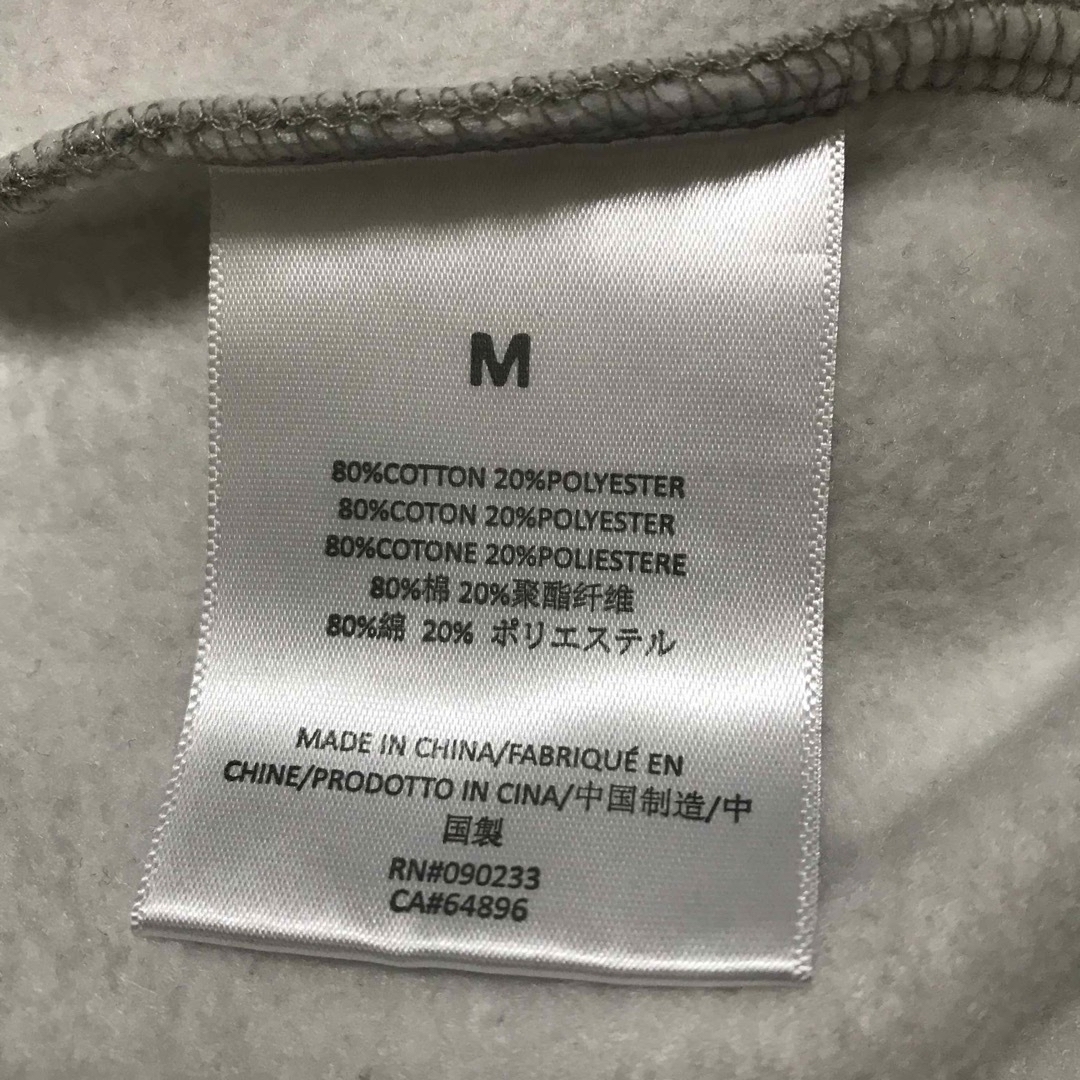 M
80%COTTON 20%POLYESTER
80%COTON 20%POLYESTER
80%COTONE 20%POLIESTERE
80%棉 20%聚酯纤维
80%綿 20% ポリエステル
MADE IN CHINA/FABRIQUÉ EN
CHINE/PRODOTTO IN CINA/中国制造/中
国製
RN#090233
CA#64896